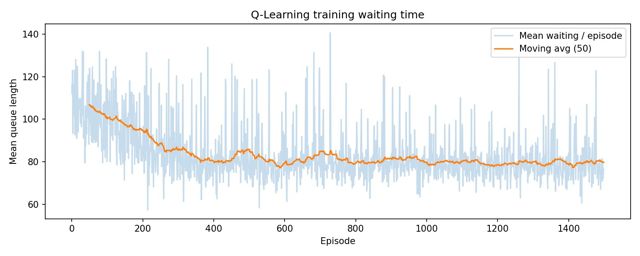 Q-Learning training waiting time
Mean waiting / episode
Moving avg (50)
Mean queue length
140
120
100
80
60
0
200
400
600
800
1000
1200
1400
Episode